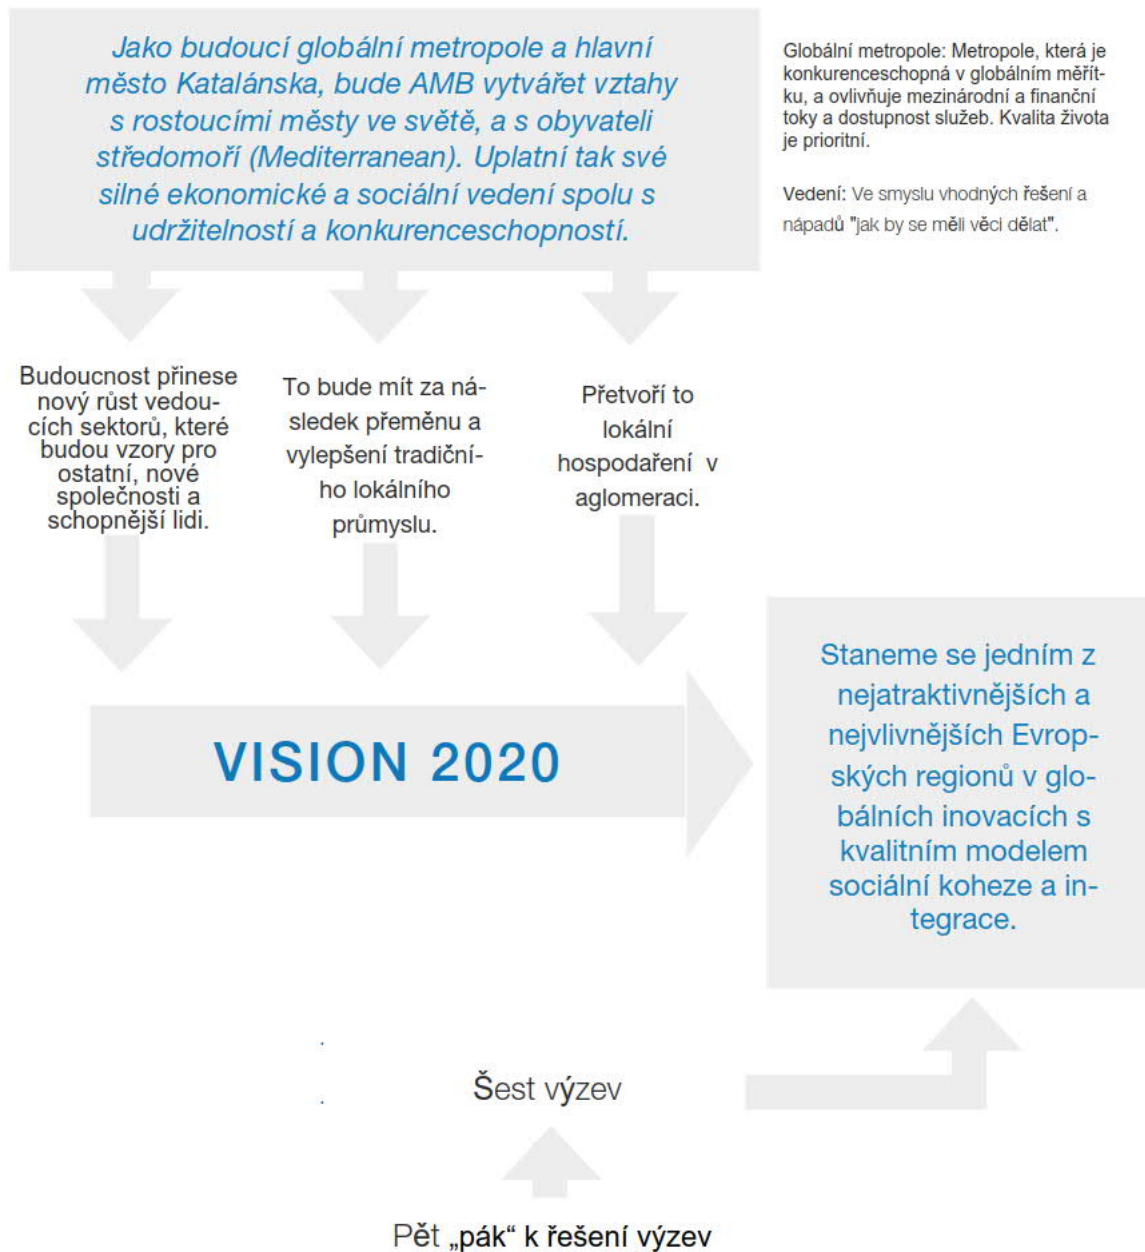 Jako budoucí globální metropole a hlavní
město Katalánska, bude AMB vytvářet vztahy
s rostoucími městy ve světě, a s obyvateli
středomoří (Mediterranean). Uplatní tak své
silné ekonomické a sociální vedení spolu s
udržitelností a konkurenceschopností.
Globální metropole: Metropole, která je
konkurenceschopná v globálním měřít-
ku, a ovlivňuje mezinárodní a finanční
toky a dostupnost služeb. Kvalita života
je prioritní.
Vedení: Ve smyslu vhodných řešení a
nápadů "jak by se měli věci dělat".
Budoucnost přinese
nový růst vedou-
cích sektorů, které
budou vzory pro
ostatní, nové
společnosti a
schopnější lidi.
To bude mít za ná-
sledek přeměnu a
vylepšení tradiční-
ho lokálního
průmyslu.
Přetvoří to
lokální
hospodaření v
aglomeraci.
VISION 2020
Staneme se jedním z
nejatraktivnějších a
nejvlivnějších Evrop-
ských regionů v glo-
bálních inovacích s
kvalitním modelem
sociální koheze a in-
tegrace.
Šest výzev
Pět „pák“ k řešení výzev